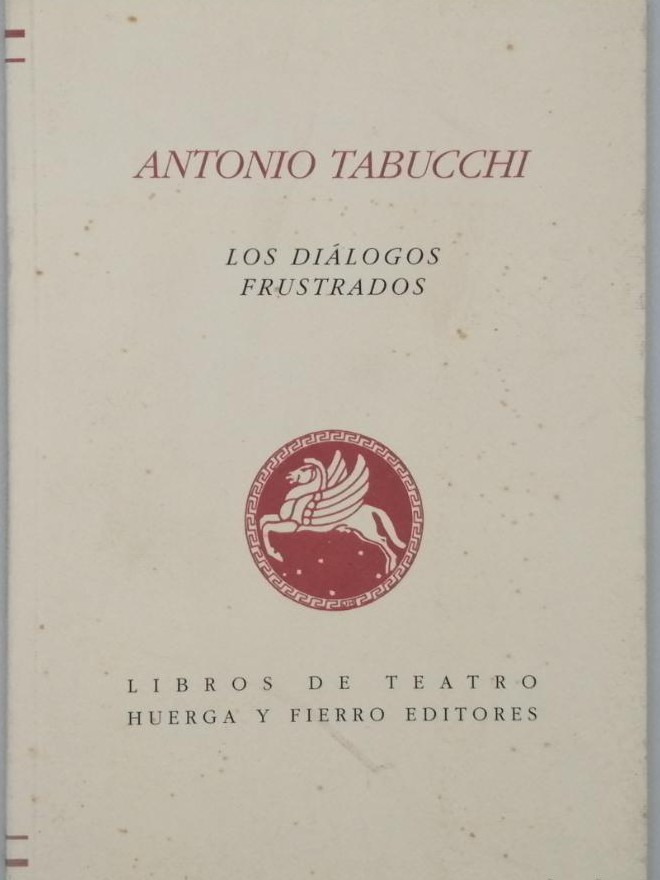 ANTONIO TABUCCHI
LOS DIÁLOGOS
FRUSTRADOS
LIBROS DE TEATRO
HUERGA Y FIERRO EDITORES